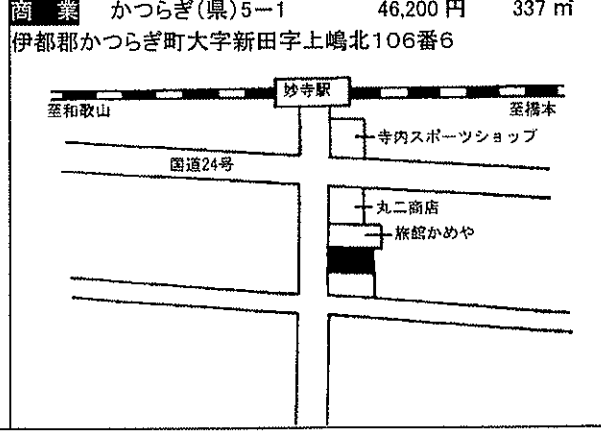 商 業 かつらぎ(県)5-1 46,200 円 337 ㎡
伊都郡かつらぎ町大字新田字上嶋北106番6
妙寺駅
至和歌山 至橋本
寺内スポーツショップ
国道24号
丸二商店
旅館かめや